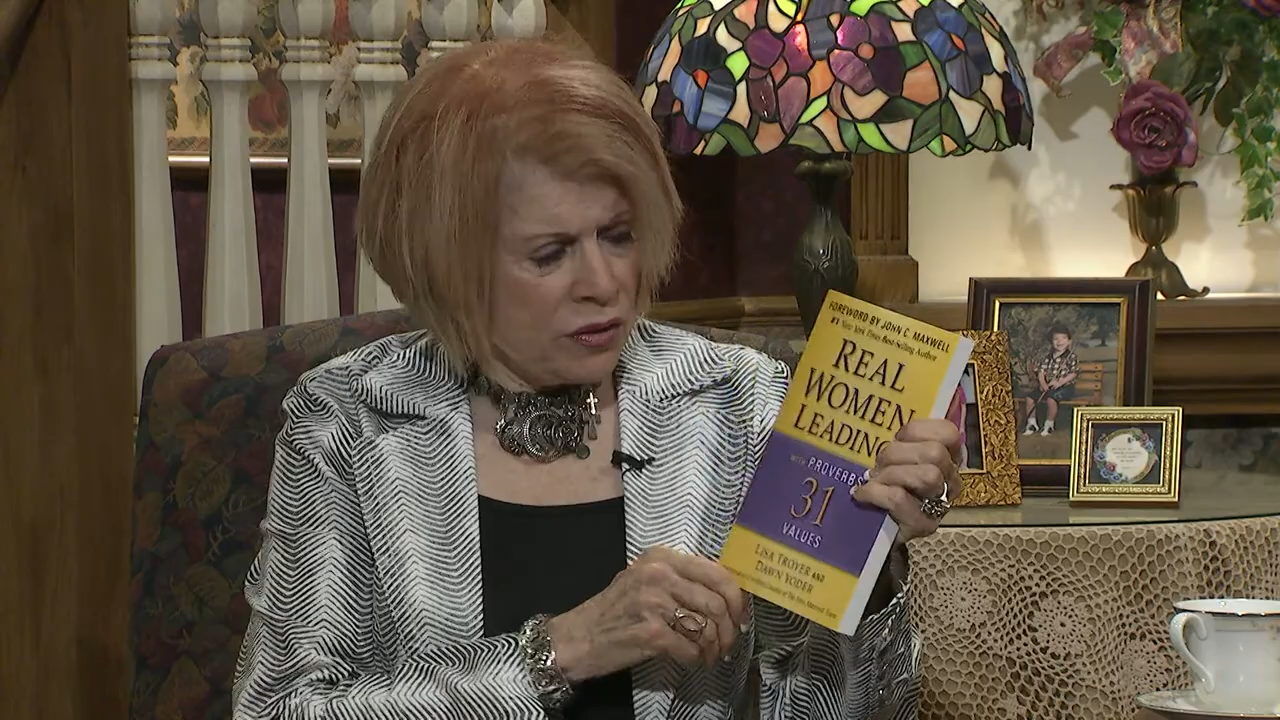 FOREWORD BY JOHN C. MAXWELL
#1 New York Times Best-Selling Author
REAL
WOMEN
LEADING
WITH PROVERBS
31
VALUES
LISA TROYER AND
DAWN YODER